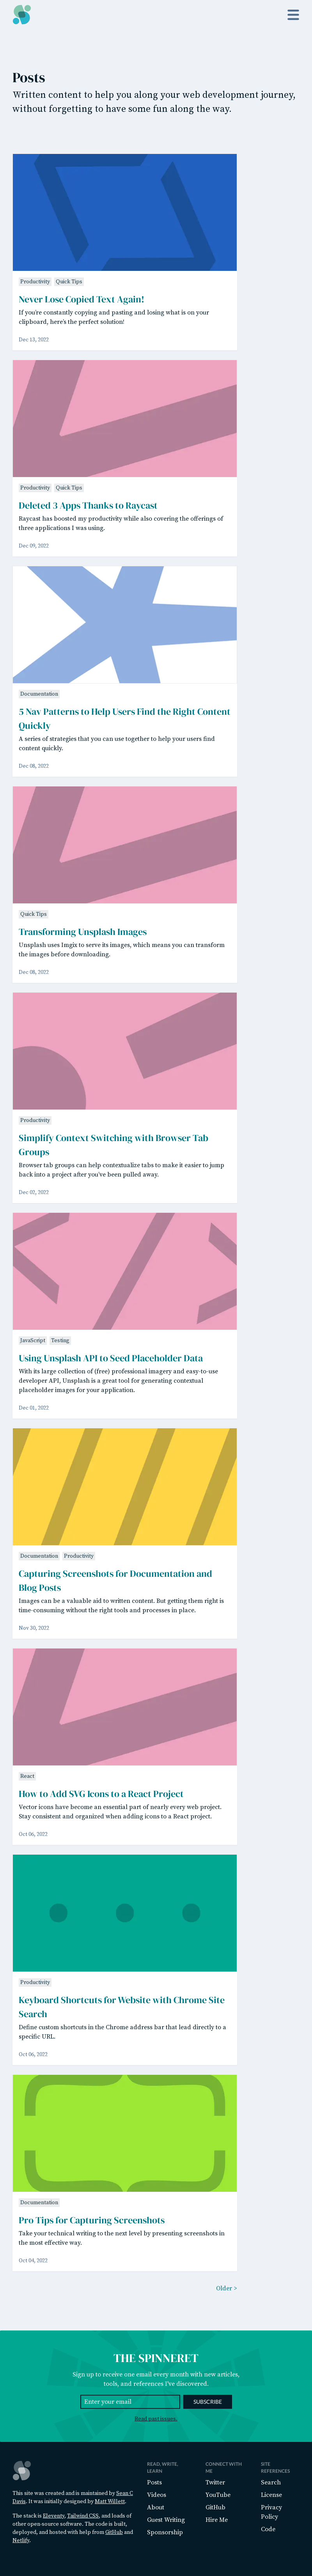 Posts
Written content to help you along your web development journey,
without forgetting to have some fun along the way.
Productivity Quick Tips
Never Lose Copied Text Again!
If you're constantly copying and pasting and losing what is on your
clipboard, here's the perfect solution!
Dec 13, 2022
Productivity Quick Tips
Deleted 3 Apps Thanks to Raycast
Raycast has boosted my productivity while also covering the offerings of
three applications I was using.
Dec 09, 2022
Documentation
5 Nav Patterns to Help Users Find the Right Content
Quickly
A series of strategies that you can use together to help your users find
content quickly.
Dec 08, 2022
Quick Tips
Transforming Unsplash Images
Unsplash uses Imgix to serve its images, which means you can transform
the images before downloading.
Dec 08, 2022
Productivity
Simplify Context Switching with Browser Tab
Groups
Browser tab groups can help contextualize tabs to make it easier to jump
back into a project after you've been pulled away.
Dec 02, 2022
JavaScript Testing
Using Unsplash API to Seed Placeholder Data
With its large collection of (free) professional imagery and easy-to-use
developer API, Unsplash is a great tool for generating contextual
placeholder images for your application.
Dec 01, 2022
Documentation Productivity
Capturing Screenshots for Documentation and
Blog Posts
Images can be a valuable aid to written content. But getting them right is
time-consuming without the right tools and processes in place.
Nov 30, 2022
React
How to Add SVG Icons to a React Project
Vector icons have become an essential part of nearly every web project.
Stay consistent and organized when adding icons to a React project.
Oct 06, 2022
Productivity
Keyboard Shortcuts for Website with Chrome Site
Search
Define custom shortcuts in the Chrome address bar that lead directly to a
specific URL.
Oct 06, 2022
Documentation
Pro Tips for Capturing Screenshots
Take your technical writing to the next level by presenting screenshots in
the most effective way.
Oct 04, 2022
Older >
THE SPINNERET
Sign up to receive one email every month with new articles,
tools, and references I've discovered.
Enter your email
SUBSCRIBE
Read past issues.
This site was created and is maintained by Sean C
Davis. It was initially designed by Matt Willett.
The stack is Eleventy, Tailwind CSS, and loads of
other open source software. The code is built,
deployed, and hosted with help from GitHub and
Netlify.
READ, WRITE,
LEARN
Posts
Videos
About
Guest Writing
Sponsorship
CONNECT WITH
ME
Twitter
YouTube
GitHub
Hire Me
SITE
REFERENCES
Search
License
Privacy
Policy
Code